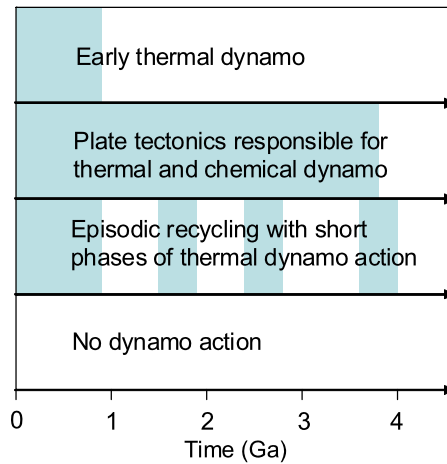 Early thermal dynamo
Plate tectonics responsible for
thermal and chemical dynamo
Episodic recycling with short
phases of thermal dynamo action
No dynamo action
0 1 2 3 4
Time (Ga)